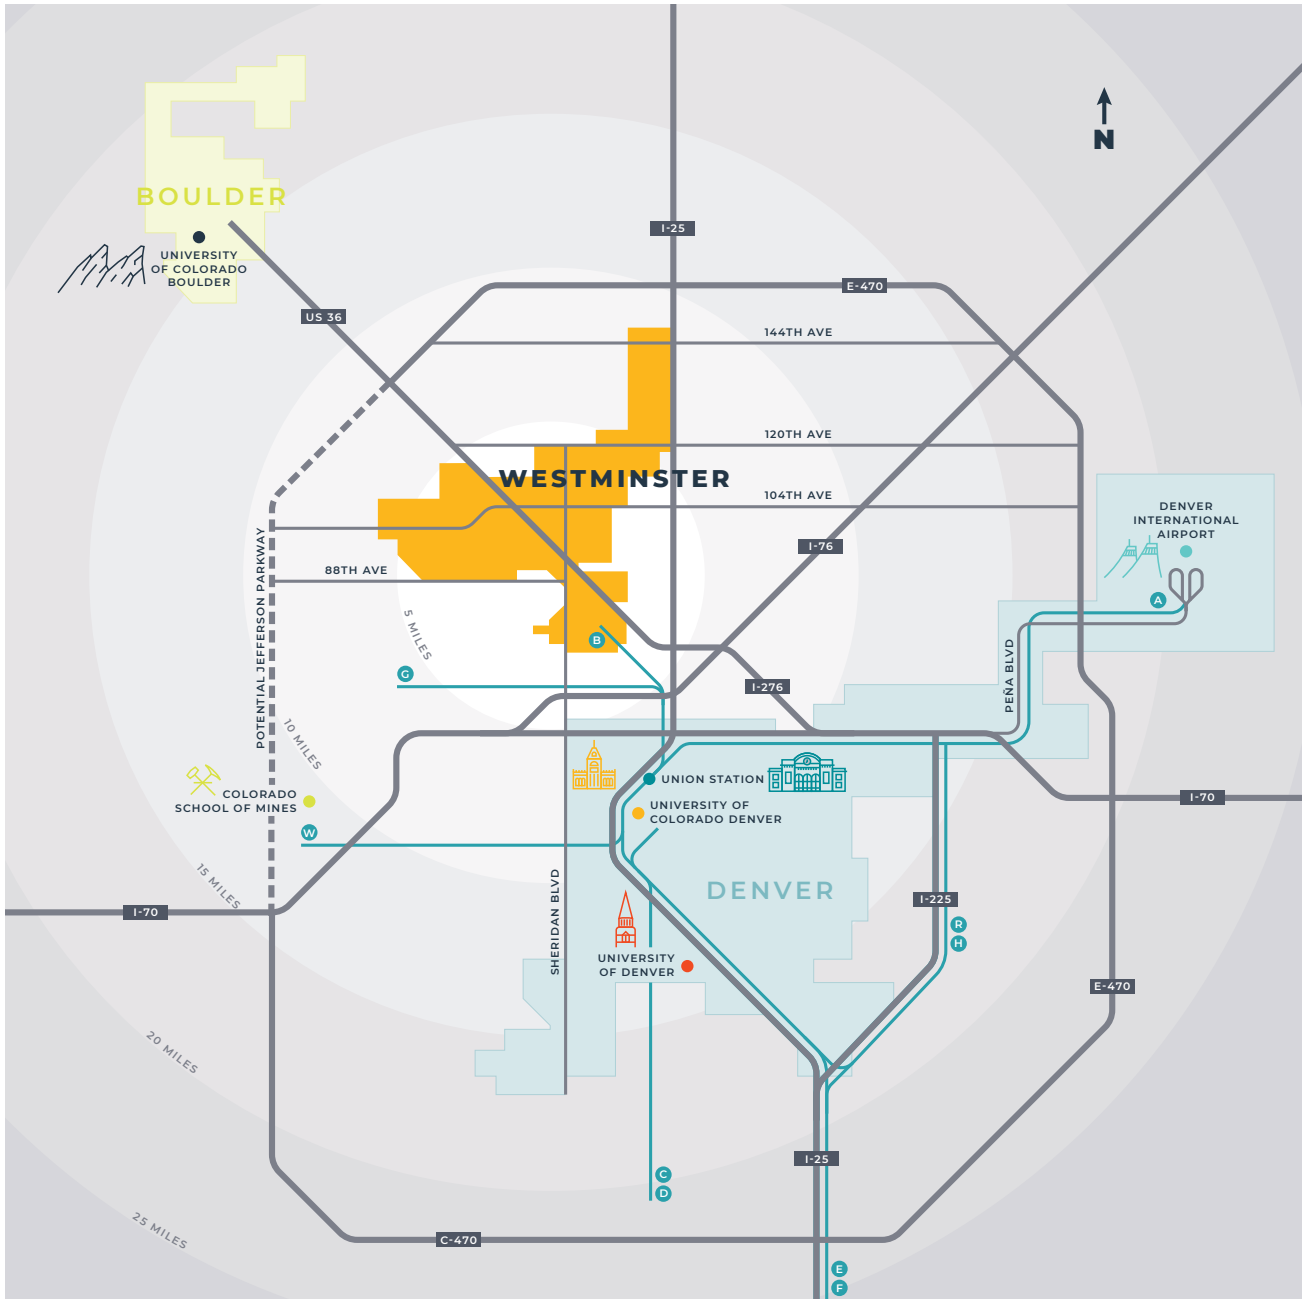 N
BOULDER
I-25
UNIVERSITY
OF COLORADO
BOULDER
E-470
US 36
144TH AVE
120TH AVE
WESTMINSTER
104TH AVE
DENVER
INTERNATIONAL
AIRPORT
I-76
88TH AVE
A
5 MILES
B
G
POTENTIAL JEFFERSON PARKWAY
PEÑA BLVD
I-276
10 MILES
UNION STATION
COLORADO
SCHOOL OF MINES
I-70
UNIVERSITY OF
COLORADO DENVER
W
15 MILES
DENVER
I-225
I-70
SHERIDAN BLVD
R
H
UNIVERSITY
OF DENVER
E-470
20 MILES
I-25
C
D
25 MILES
C-470
E
F